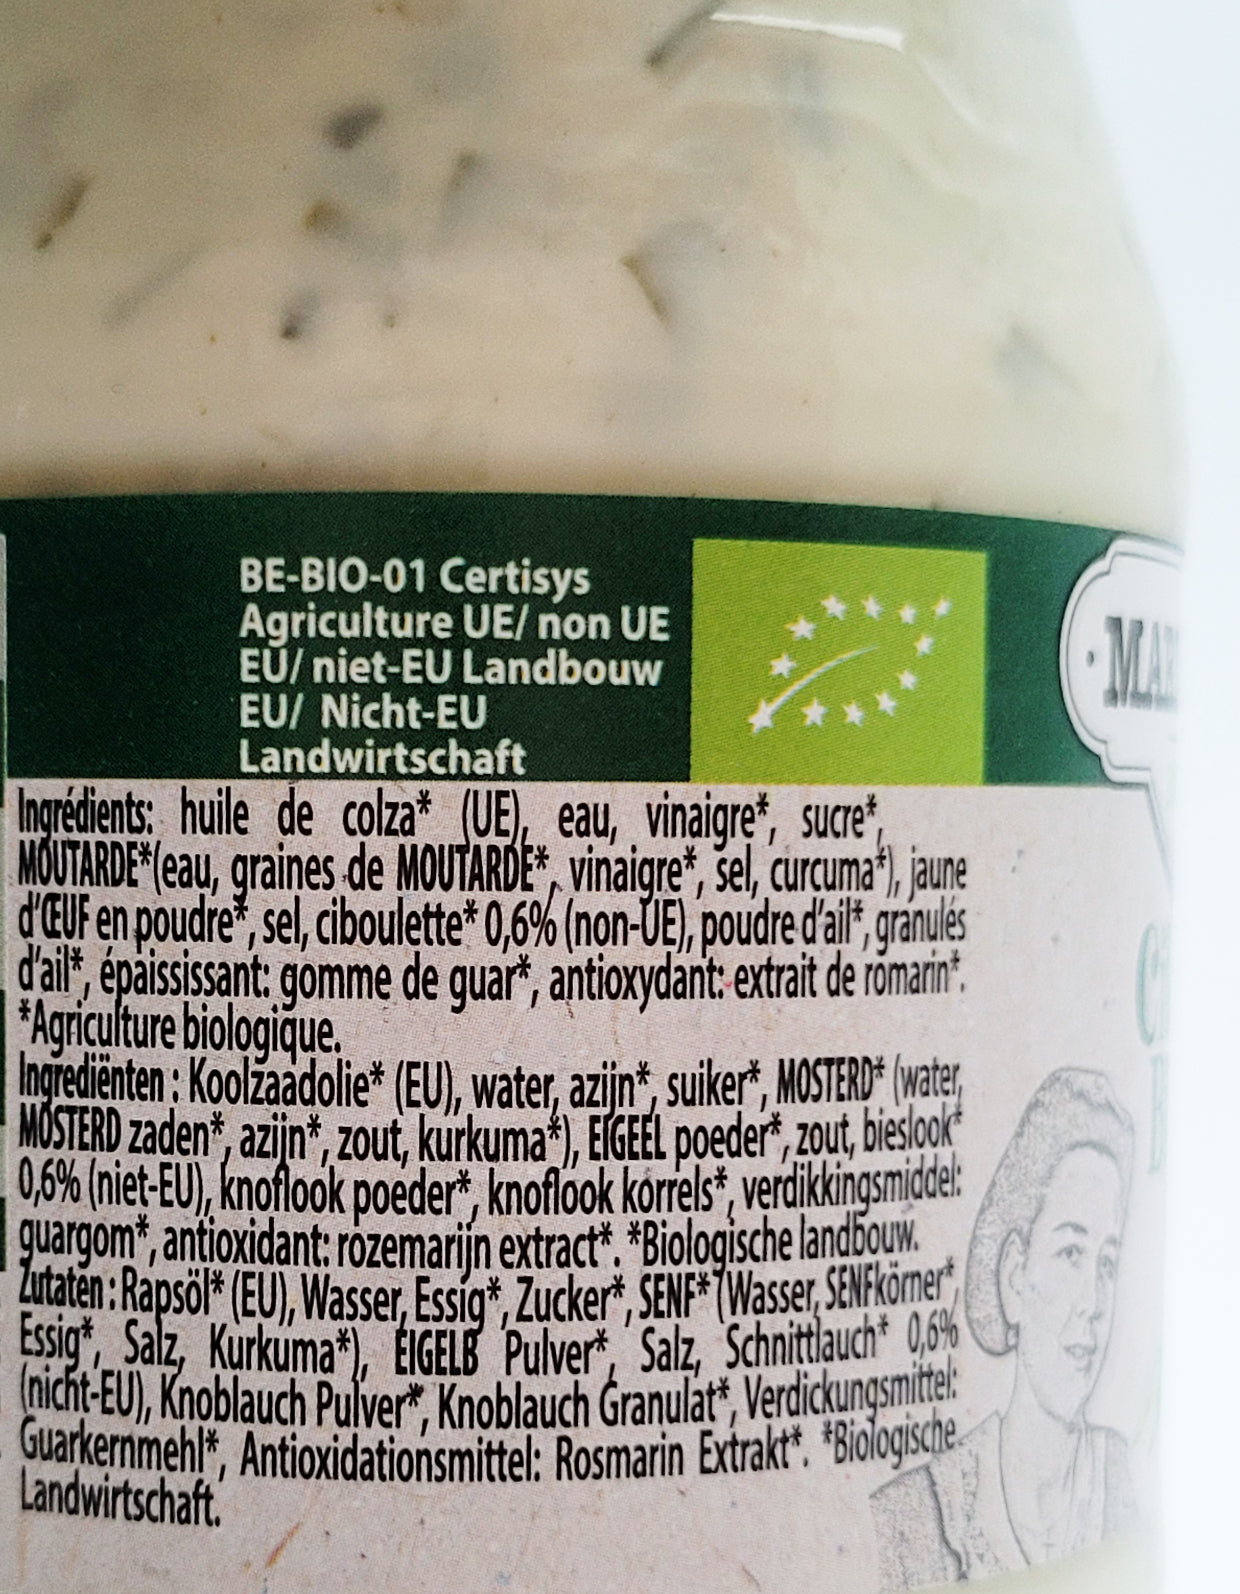 BE-BIO-01 Certisys
Agriculture UE/ non UE
EU/ niet-EU Landbouw
EU/ Nicht-EU
Landwirtschaft
Ingrédients: huile de colza* (UE), eau, vinaigre*, sucre*,
MOUTARDE*(eau, graines de MOUTARDE*, vinaigre*, sel, curcuma*), jaune
d'ŒUF en poudre*, sel, ciboulette* 0,6% (non-UE), poudre d'ail*, granulés
d'ail*, épaississant: gomme de guar*, antioxydant: extrait de romarin*.
*Agriculture biologique.
Ingrediënten : Koolzaadolie* (EU), water, azijn*, suiker*, MOSTERD* (water,
MOSTERD zaden*, azijn*, zout, kurkuma*), EIGEEL poeder*, zout, bieslook*
0,6% (niet-EU), knoflook poeder*, knoflook korrels*, verdikkingsmiddel:
guargom*, antioxidant: rozemarijn extract*. *Biologische landbouw.
Zutaten : Rapsöl* (EU), Wasser, Essig*, Zucker*, SENF* (Wasser, SENFkörner*,
Essig*, Salz, Kurkuma*), EIGELB Pulver*, Salz, Schnittlauch* 0,6%
(nicht-EU), Knoblauch Pulver*, Knoblauch Granulat*, Verdickungsmittel:
Guarkernmehl*, Antioxidationsmittel: Rosmarin Extrakt*. *Biologische
Landwirtschaft.